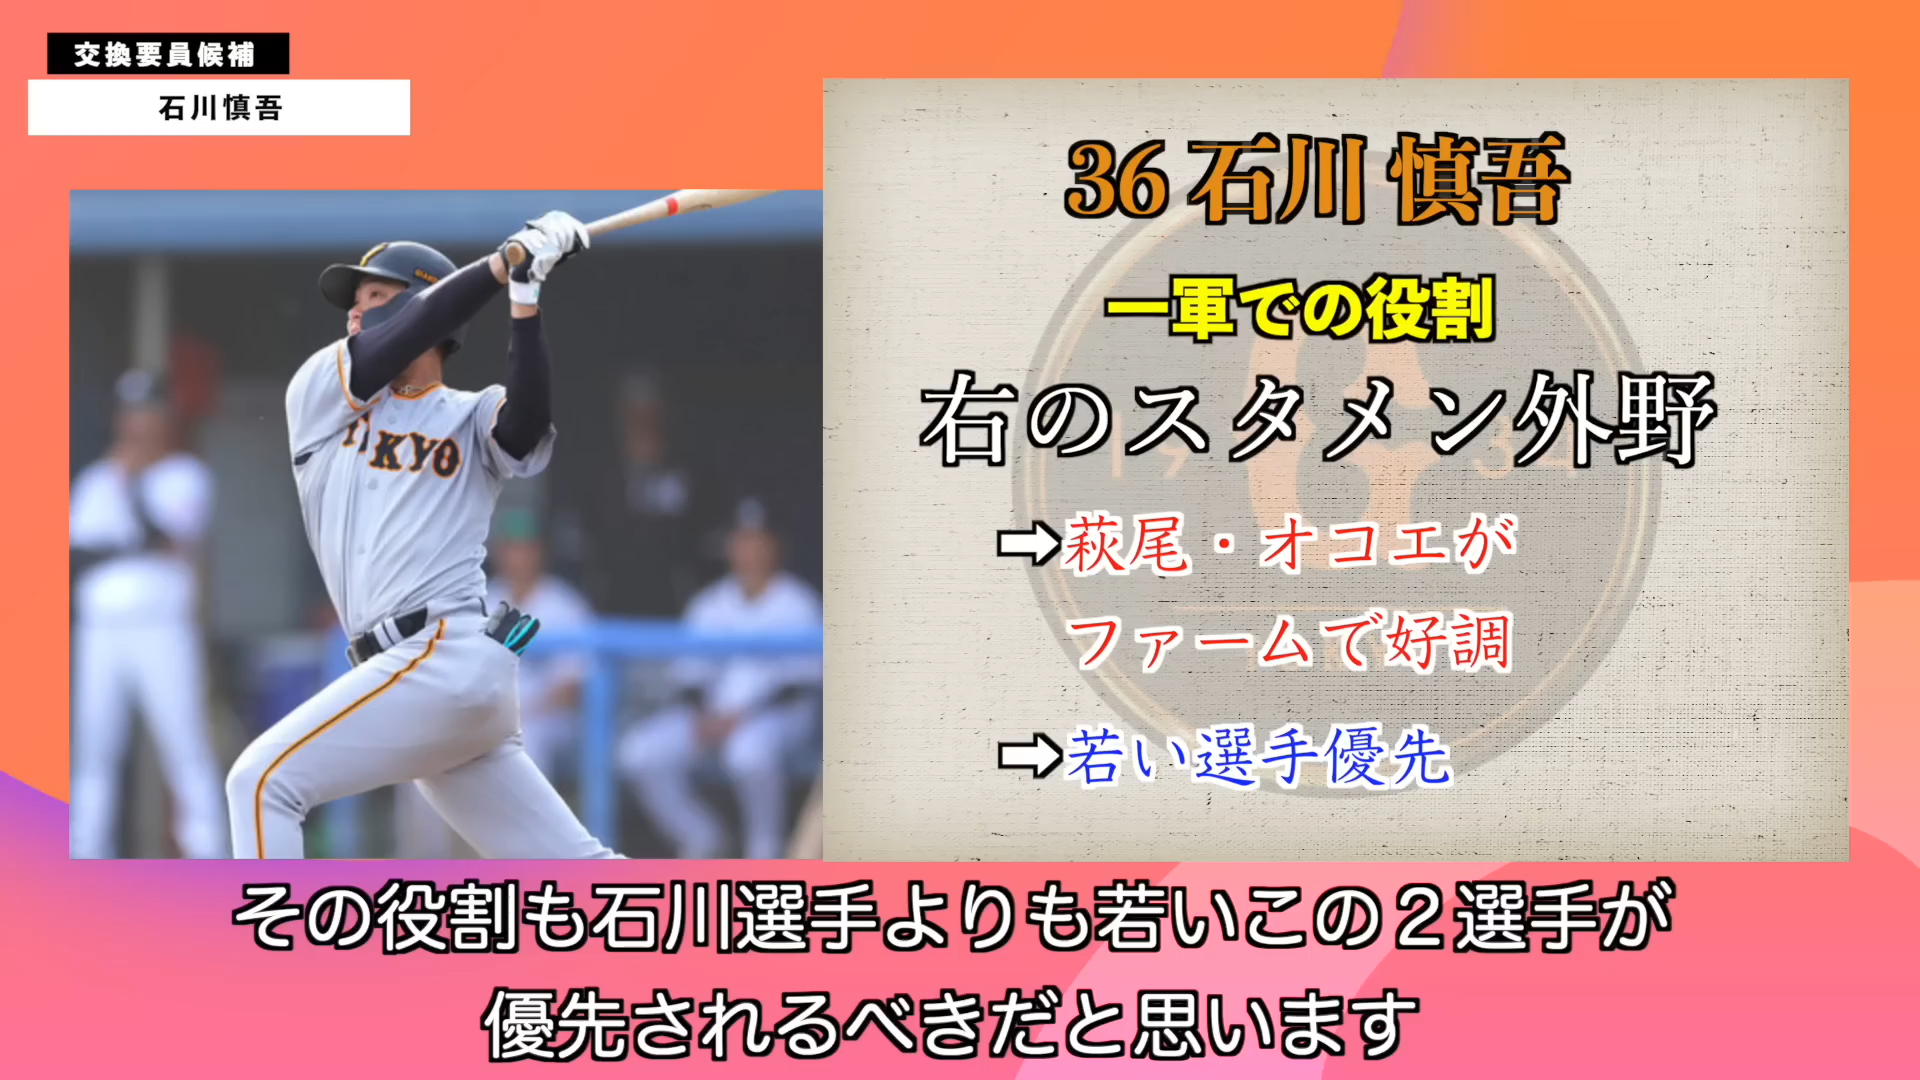 交換要員候補
石川慎吾
36 石川 慎吾
一軍での役割
右のスタメン外野
➡萩尾・オコエが
ファームで好調
➡若い選手優先
その役割も石川選手よりも若いこの２選手が
優先されるべきだと思います
TOKYO
GIANTS
19 34